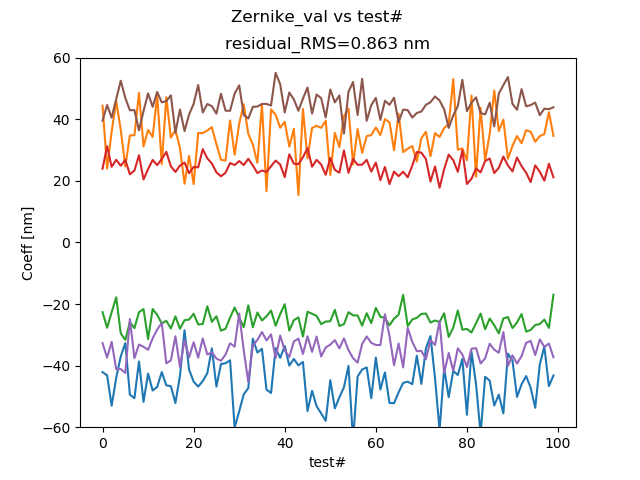 Zernike_val vs test#
residual_RMS=0.863 nm
60
40
20
0
−20
−40
−60
Coeff [nm]
0 20 40 60 80 100
test#